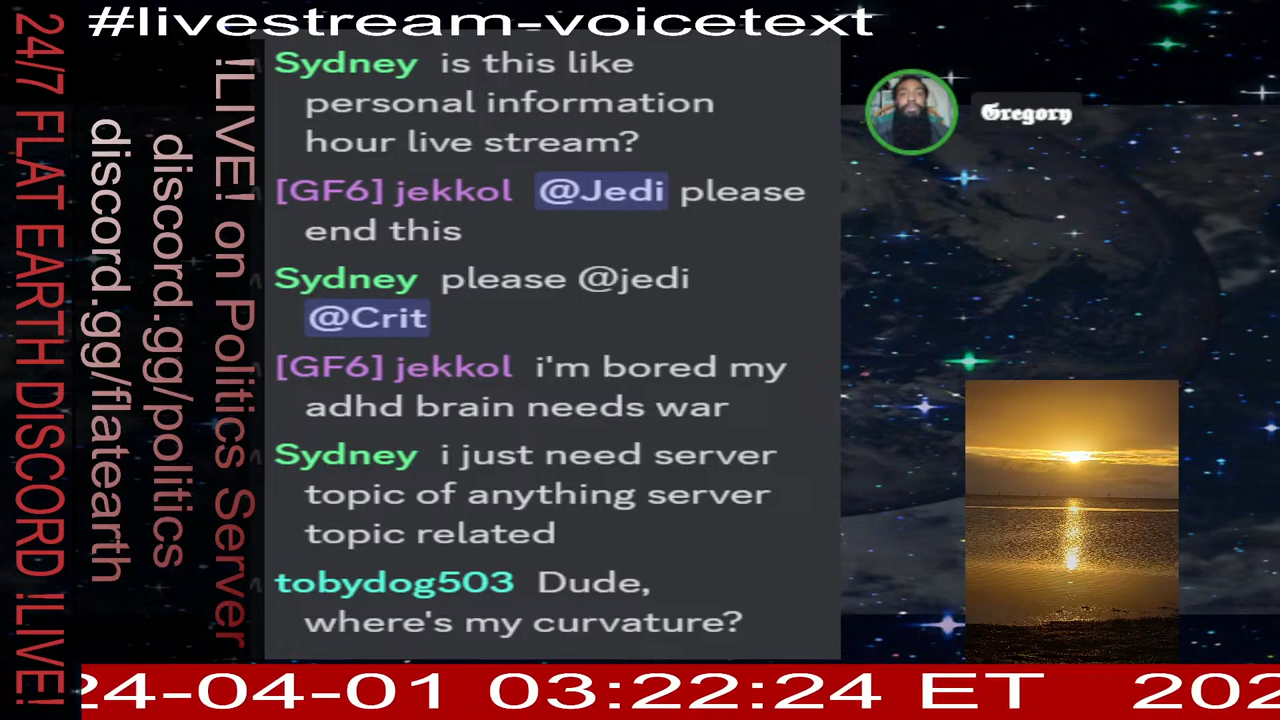 #livestream-voicetext
24/7 FLAT EARTH DISCORD !LIVE!
discord.gg/flatearth
discord.gg/politics
!LIVE! on Politics Server
Sydney is this like
personal information
hour live stream?
[GF6] jekkol @Jedi please
end this
Sydney please @jedi
@Crit
[GF6] jekkol i'm bored my
adhd brain needs war
Sydney i just need server
topic of anything server
topic related
tobydog503 Dude,
where's my curvature?
Gregory
24-04-01 03:22:24 ET 202